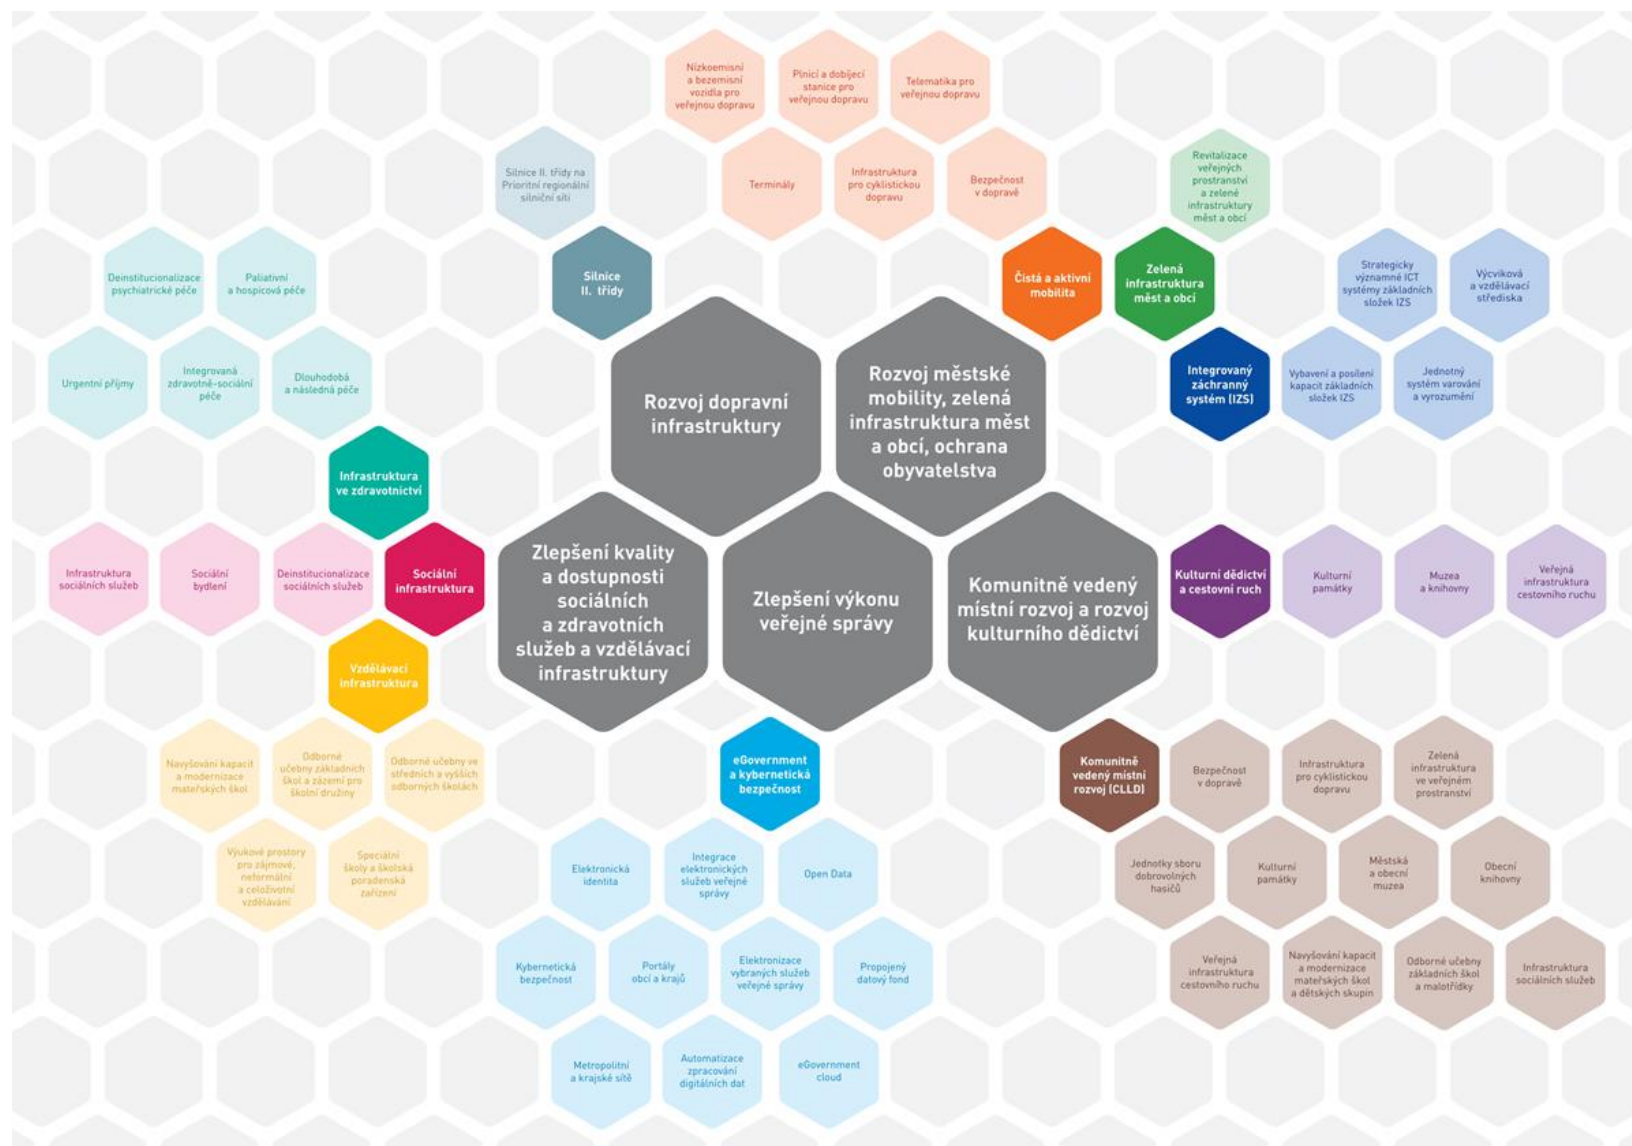 Nízkoemisní
a bezemisní
vozidla pro
veřejnou dopravu
Plnicí a dobíjecí
stanice pro
veřejnou dopravu
Telematika pro
veřejnou dopravu
Silnice II. třídy na
Prioritní regionální
silniční síti
Terminály
Infrastruktura
pro cyklistickou
dopravu
Bezpečnost
v dopravě
Revitalizace
veřejných
prostranství
a zelené
infrastruktury
měst a obcí
Deinstitucionalizace
psychiatrické péče
Paliativní
a hospicová péče
Silnice
II. třídy
Čistá a aktivní
mobilita
Zelená
infrastruktura
měst a obcí
Strategicky
významné ICT
systémy základních
složek IZS
Výcviková
a vzdělávací
střediska
Urgentní příjmy
Integrovaná
zdravotně-sociální
péče
Dlouhodobá
a následná péče
Rozvoj dopravní
infrastruktury
Rozvoj městské
mobility, zelená
infrastruktura měst
a obcí, ochrana
obyvatelstva
Integrovaný
záchranný
systém (IZS)
Vybavení a posílení
kapacit základních
složek IZS
Jednotný
systém varování
a vyrozumění
Infrastruktura
ve zdravotnictví
Infrastruktura
sociálních služeb
Sociální
bydlení
Deinstitucionalizace
sociálních služeb
Sociální
infrastruktura
Zlepšení kvality
a dostupnosti
sociálních
a zdravotních
služeb a vzdělávací
infrastruktury
Zlepšení výkonu
veřejné správy
Komunitně vedený
místní rozvoj a rozvoj
kulturního dědictví
Kulturní dědictví
a cestovní ruch
Kulturní
památky
Muzea
a knihovny
Veřejná
infrastruktura
cestovního ruchu
Vzdělávací
infrastruktura
Navyšování kapacit
a modernizace
mateřských škol
Odborné
učebny základních
škol a zázemí pro
školní družiny
Odborné učebny ve
středních a vyšších
odborných školách
eGovernment
a kybernetická
bezpečnost
Komunitně
vedený místní
rozvoj (CLLD)
Bezpečnost
v dopravě
Infrastruktura
pro cyklistickou
dopravu
Zelená
infrastruktura
ve veřejném
prostranství
Výukové prostory
pro zájmové,
neformální
a celoživotní
vzdělávání
Speciální
školy a školská
poradenská
zařízení
Elektronická
identita
Integrace
elektronických
služeb veřejné
správy
Open Data
Jednotky sboru
dobrovolných
hasičů
Kulturní
památky
Městská
a obecní
muzea
Obecní
knihovny
Kybernetická
bezpečnost
Portály
obcí a krajů
Elektronizace
vybraných služeb
veřejné správy
Propojený
datový fond
Veřejná
infrastruktura
cestovního ruchu
Navyšování kapacit
a modernizace
mateřských škol
a dětských skupin
Odborné učebny
základních škol
a malotřídky
Infrastruktura
sociálních služeb
Metropolitní
a krajské sítě
Automatizace
zpracování
digitálních dat
eGovernment
cloud